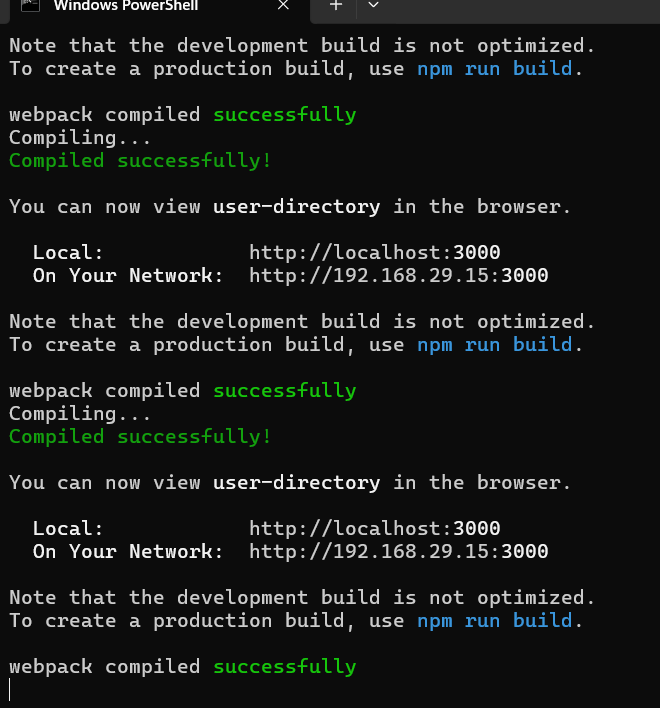 Windows PowerShell
Note that the development build is not optimized.
To create a production build, use npm run build.
webpack compiled successfully
Compiling...
Compiled successfully!
You can now view user-directory in the browser.
Local: http://localhost:3000
On Your Network: http://192.168.29.15:3000
Note that the development build is not optimized.
To create a production build, use npm run build.
webpack compiled successfully
Compiling...
Compiled successfully!
You can now view user-directory in the browser.
Local: http://localhost:3000
On Your Network: http://192.168.29.15:3000
Note that the development build is not optimized.
To create a production build, use npm run build.
webpack compiled successfully